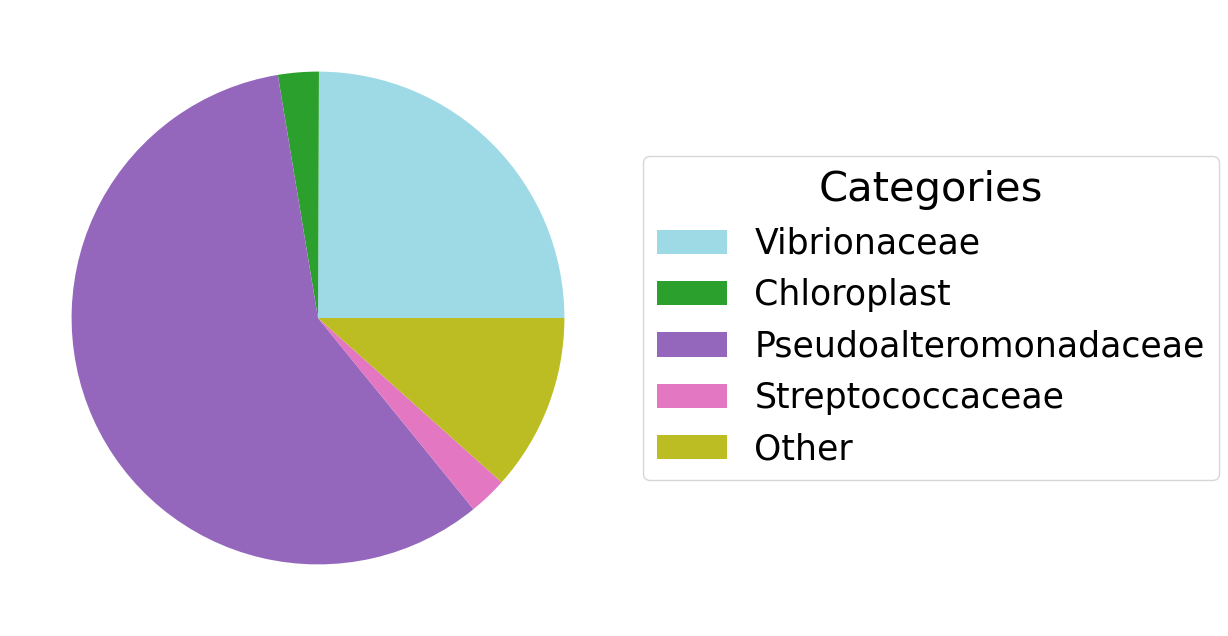 Categories
Vibrionaceae
Chloroplast
Pseudoalteromonadaceae
Streptococcaceae
Other